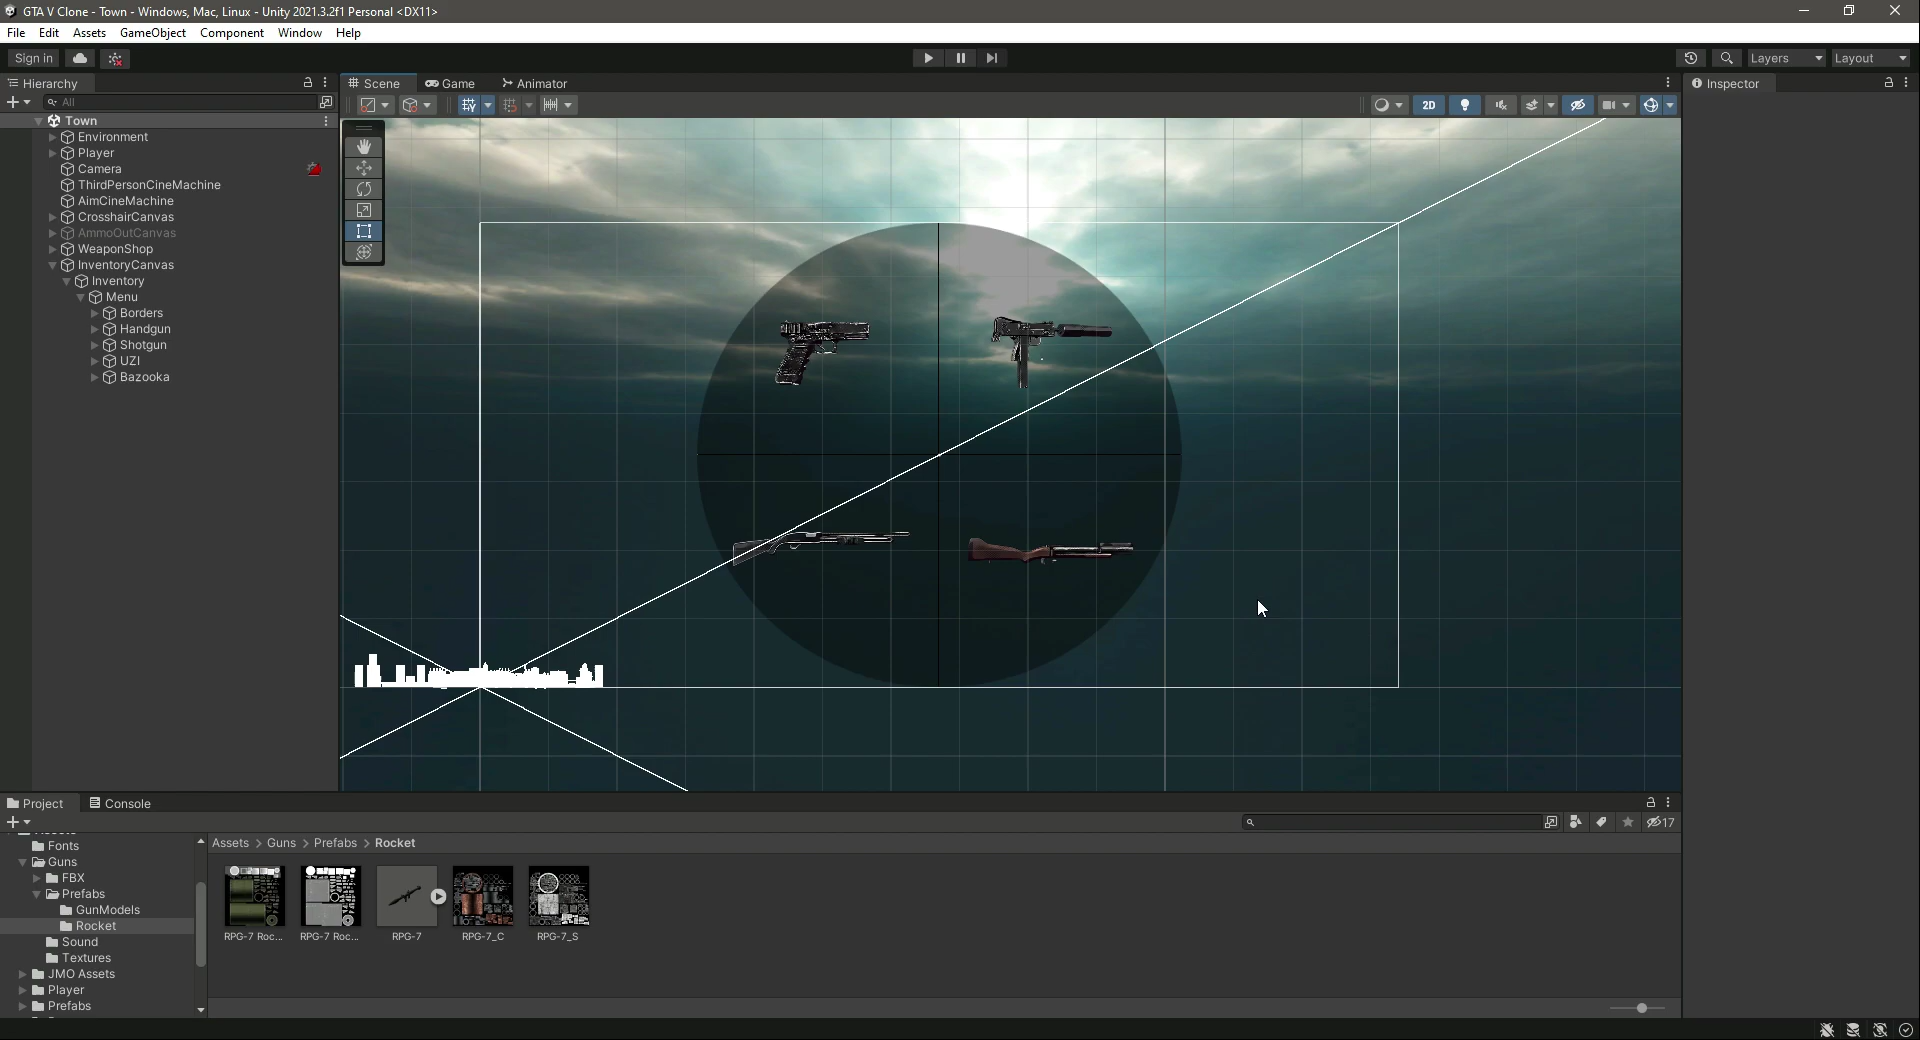 GTA V Clone - Town - Windows, Mac, Linux - Unity 2021.3.2f1 Personal <DX11>
File Edit Assets GameObject Component Window Help
Sign in
Layers
Layout
Hierarchy
Scene
Game
Animator
Inspector
All
2D
Town
Environment
Player
Camera
ThirdPersonCineMachine
AimCineMachine
CrosshairCanvas
AmmoOutCanvas
WeaponShop
InventoryCanvas
Inventory
Menu
Borders
Handgun
Shotgun
UZI
Bazooka
Project
Console
17
Fonts
Guns
FBX
Prefabs
GunModels
Rocket
Sound
Textures
JMO Assets
Player
Prefabs
Assets > Guns > Prefabs > Rocket
RPG-7 Roc...
RPG-7 Roc...
RPG-7
RPG-7_C
RPG-7_S